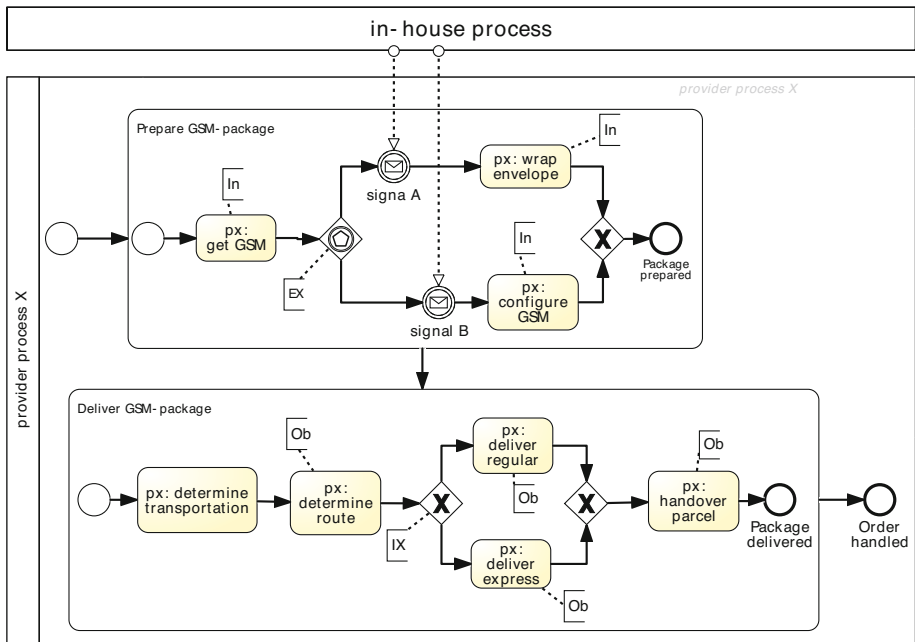 in-house process
provider process X
provider process X
Prepare GSM-package
In
px: wrap
envelope
signa A
In
px:
get GSM
In
EX
px:
configure
GSM
signal B
Package
prepared
Deliver GSM-package
px:
deliver
regular
Ob
Ob
Ob
px: determine
transportation
px:
determine
route
px:
handover
parcel
Package
delivered
Order
handled
IX
px:
deliver
express
Ob